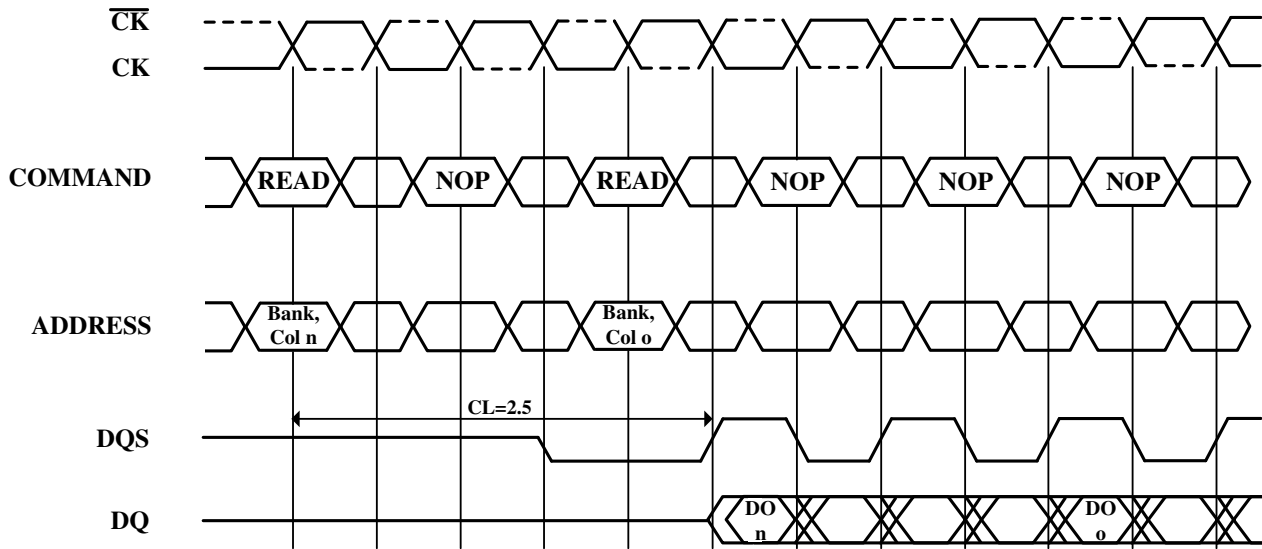 CK
CK
COMMAND
READ
NOP
READ
NOP
NOP
NOP
ADDRESS
Bank,
Col n
Bank,
Col o
CL=2.5
DQS
DQ
DO
n
DO
o